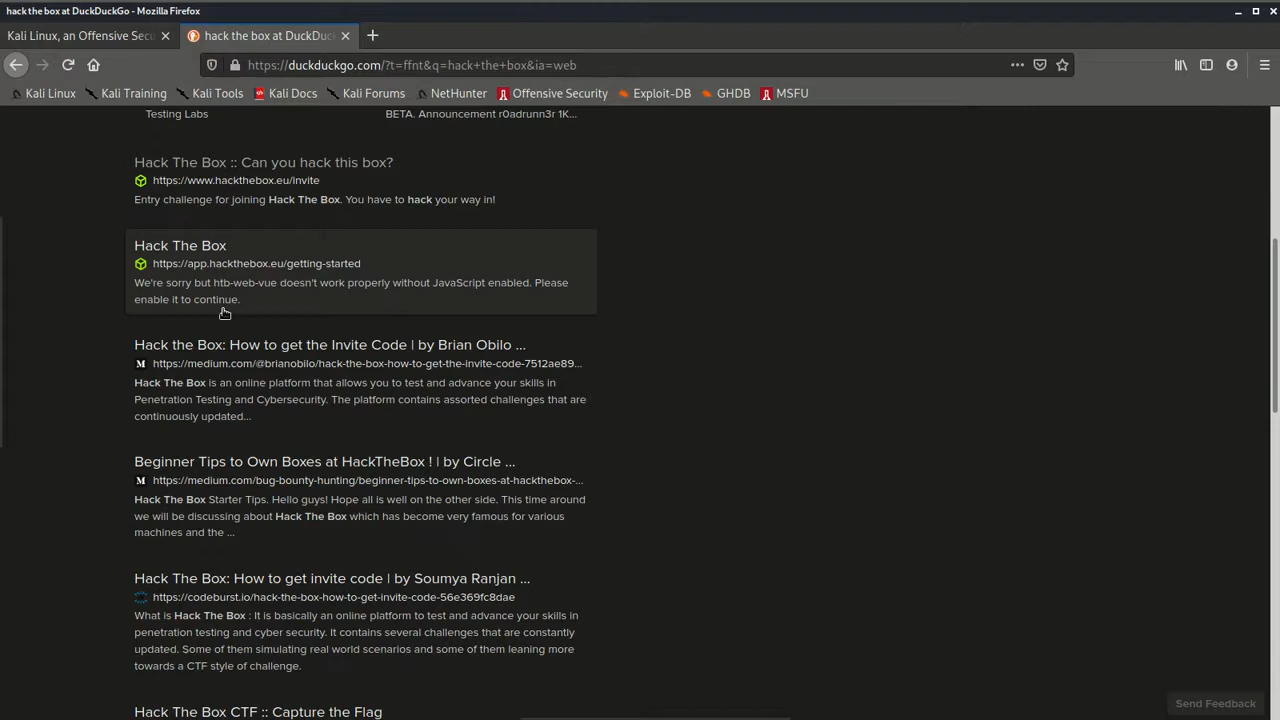 hack the box at DuckDuckGo - Mozilla Firefox
Kali Linux, an Offensive Secu
hack the box at DuckDuc
https://duckduckgo.com/?t=ffnt&q=hack+the+box&ia=web
Kali Linux
Kali Training
Kali Tools
Kali Docs
Kali Forums
NetHunter
Offensive Security
Exploit-DB
GHDB
MSFU
Testing Labs
BETA. Announcement r0adrunn3r 1K...
Hack The Box :: Can you hack this box?
https://www.hackthebox.eu/invite
Entry challenge for joining Hack The Box. You have to hack your way in!
Hack The Box
https://app.hackthebox.eu/getting-started
We're sorry but htb-web-vue doesn't work properly without JavaScript enabled. Please
enable it to continue.
Hack the Box: How to get the Invite Code | by Brian Obilo ...
M https://medium.com/@brianobilo/hack-the-box-how-to-get-the-invite-code-7512ae89...
Hack The Box is an online platform that allows you to test and advance your skills in
Penetration Testing and Cybersecurity. The platform contains assorted challenges that are
continuously updated...
Beginner Tips to Own Boxes at HackTheBox ! | by Circle ...
M https://medium.com/bug-bounty-hunting/beginner-tips-to-own-boxes-at-hackthebox-...
Hack The Box Starter Tips. Hello guys! Hope all is well on the other side. This time around
we will be discussing about Hack The Box which has become very famous for various
machines and the ...
Hack The Box: How to get invite code | by Soumya Ranjan ...
https://codeburst.io/hack-the-box-how-to-get-invite-code-56e369fc8dae
What is Hack The Box : It is basically an online platform to test and advance your skills in
penetration testing and cyber security. It contains several challenges that are constantly
updated. Some of them simulating real world scenarios and some of them leaning more
towards a CTF style of challenge.
Send Feedback
Hack The Box CTF :: Capture the Flag